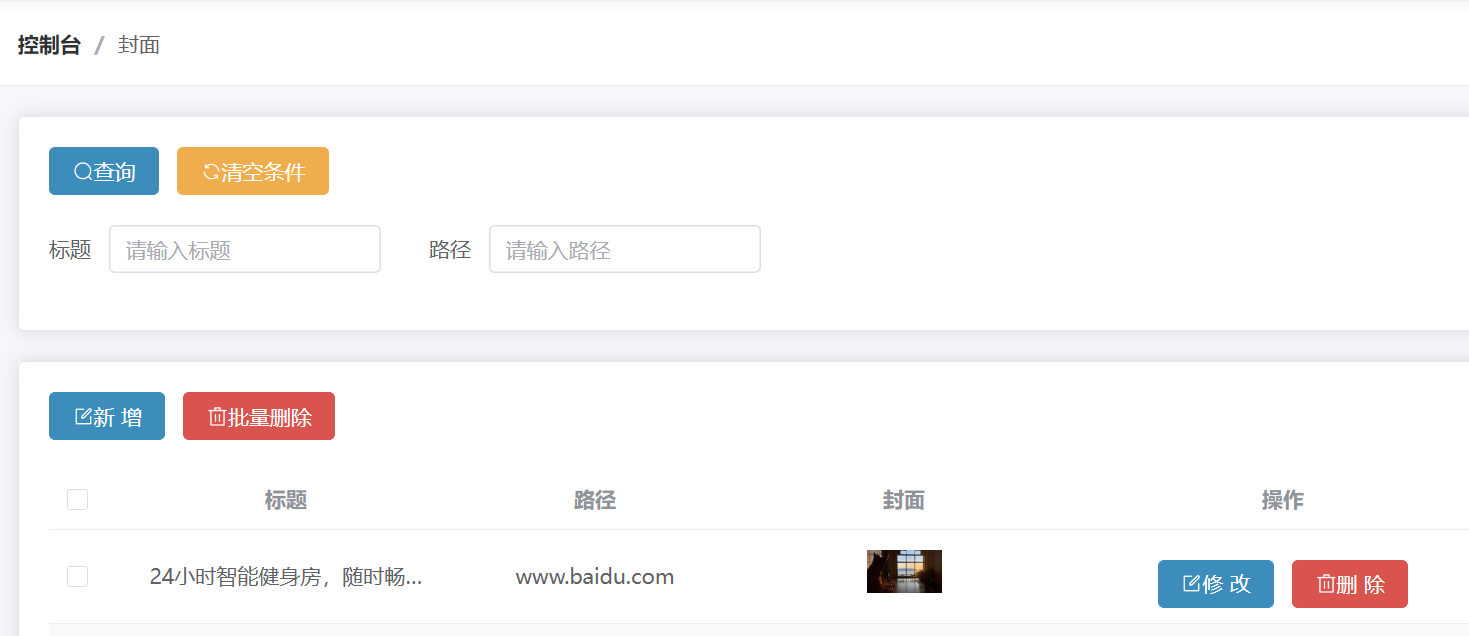 控制台 / 封面
查询 清空条件
标题 请输入标题 路径 请输入路径
新 增 批量删除
标题 路径 封面 操作
24小时智能健身房，随时畅... www.baidu.com 修 改 删 除